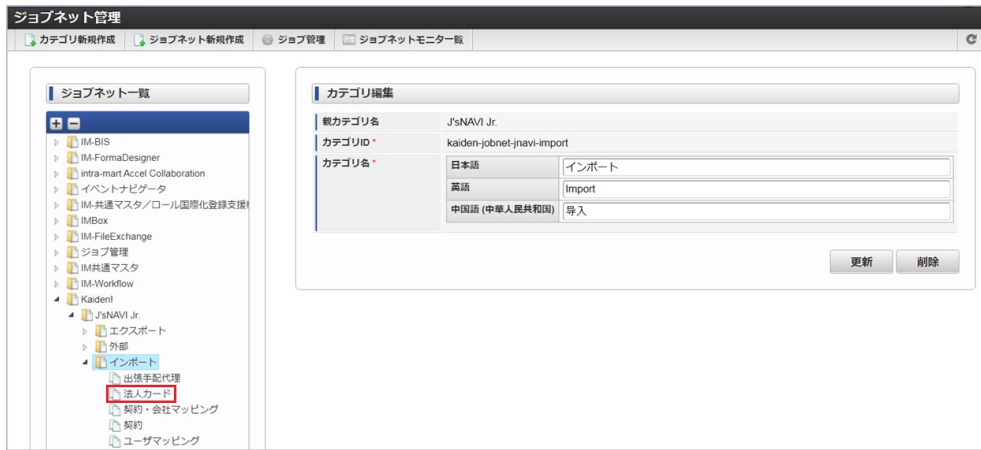 ジョブネット管理
カテゴリ新規作成 ジョブネット新規作成 ジョブ管理 ジョブネットモニター覧
ジョブネット一覧
IM-BIS
IM-FormaDesigner
intra-mart Accel Collaboration
イベントナビゲータ
IM-共通マスタ/ロール国際化登録支援
IMBox
IM-FileExchange
ジョブ管理
IM共通マスタ
IM-Workflow
Kaiden!
J'sNAVI Jr.
エクスポート
外部
インポート
出張手配代理
法人カード
契約・会社マッピング
契約
ユーザマッピング
カテゴリ編集
親カテゴリ名 J'sNAVI Jr.
カテゴリID * kaiden-jobnet-jnavi-import
カテゴリ名 * 日本語 インポート
英語 Import
中国語 (中華人民共和国) 导入
更新 削除